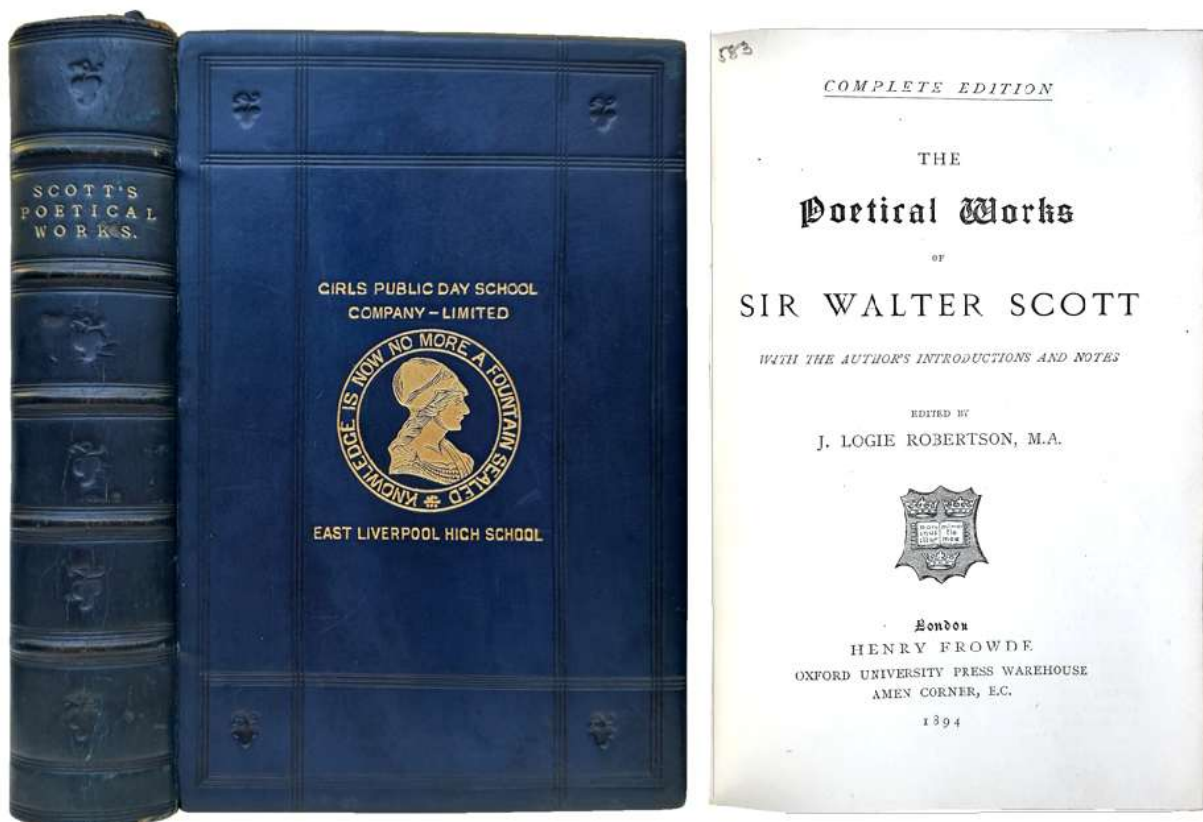 SCOTT'S
POETICAL
WORKS.
GIRLS PUBLIC DAY SCHOOL
COMPANY – LIMITED
KNOWLEDGE IS NOW NO MORE A FOUNTAIN SEALED
EAST LIVERPOOL HIGH SCHOOL
583
COMPLETE EDITION
THE
Poetical Works
OF
SIR WALTER SCOTT
WITH THE AUTHOR'S INTRODUCTIONS AND NOTES
EDITED BY
J. LOGIE ROBERTSON, M.A.
London
HENRY FROWDE
OXFORD UNIVERSITY PRESS WAREHOUSE
AMEN CORNER, E.C.
1894